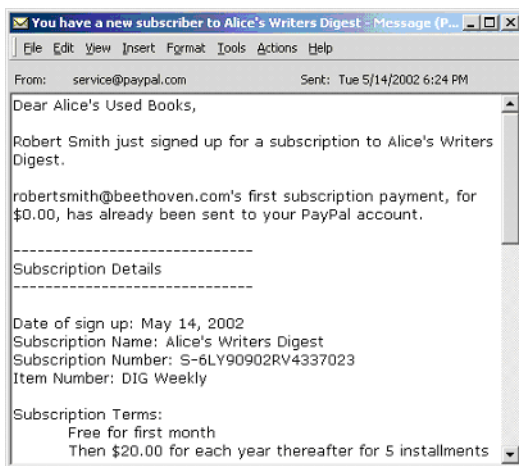 You have a new subscriber to Alice's Writers Digest - Message (P...
File Edit View Insert Format Tools Actions Help
From: service@paypal.com Sent: Tue 5/14/2002 6:24 PM
Dear Alice's Used Books,
Robert Smith just signed up for a subscription to Alice's Writers
Digest.
robertsmith@beethoven.com's first subscription payment, for
$0.00, has already been sent to your PayPal account.
------------------------------
Subscription Details
------------------------------
Date of sign up: May 14, 2002
Subscription Name: Alice's Writers Digest
Subscription Number: S-6LY90902RV4337023
Item Number: DIG Weekly
Subscription Terms:
Free for first month
Then $20.00 for each year thereafter for 5 installments